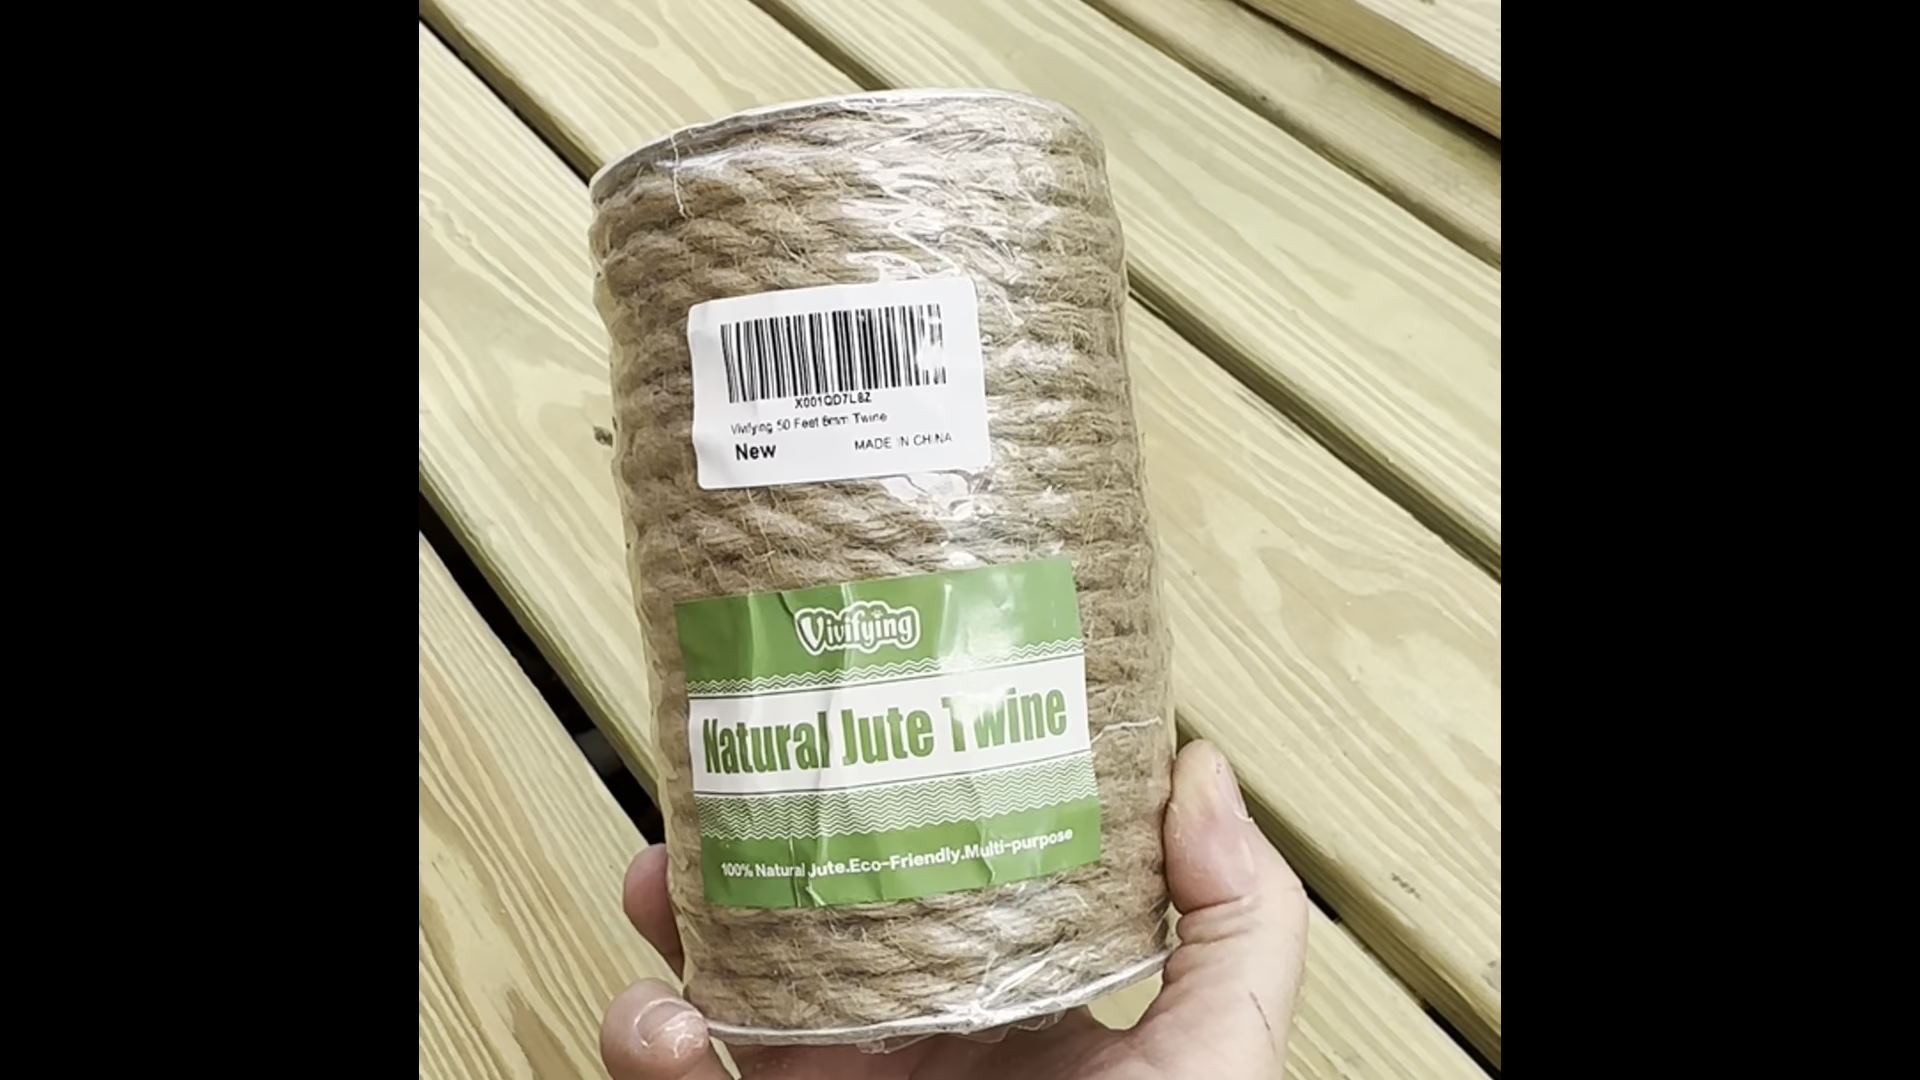 X001QD7L8Z
Vivifying 50 Feet 6mm Twine
New
MADE IN CHINA
Vivifying
Natural Jute Twine
100% Natural Jute.Eco-Friendly.Multi-purpose